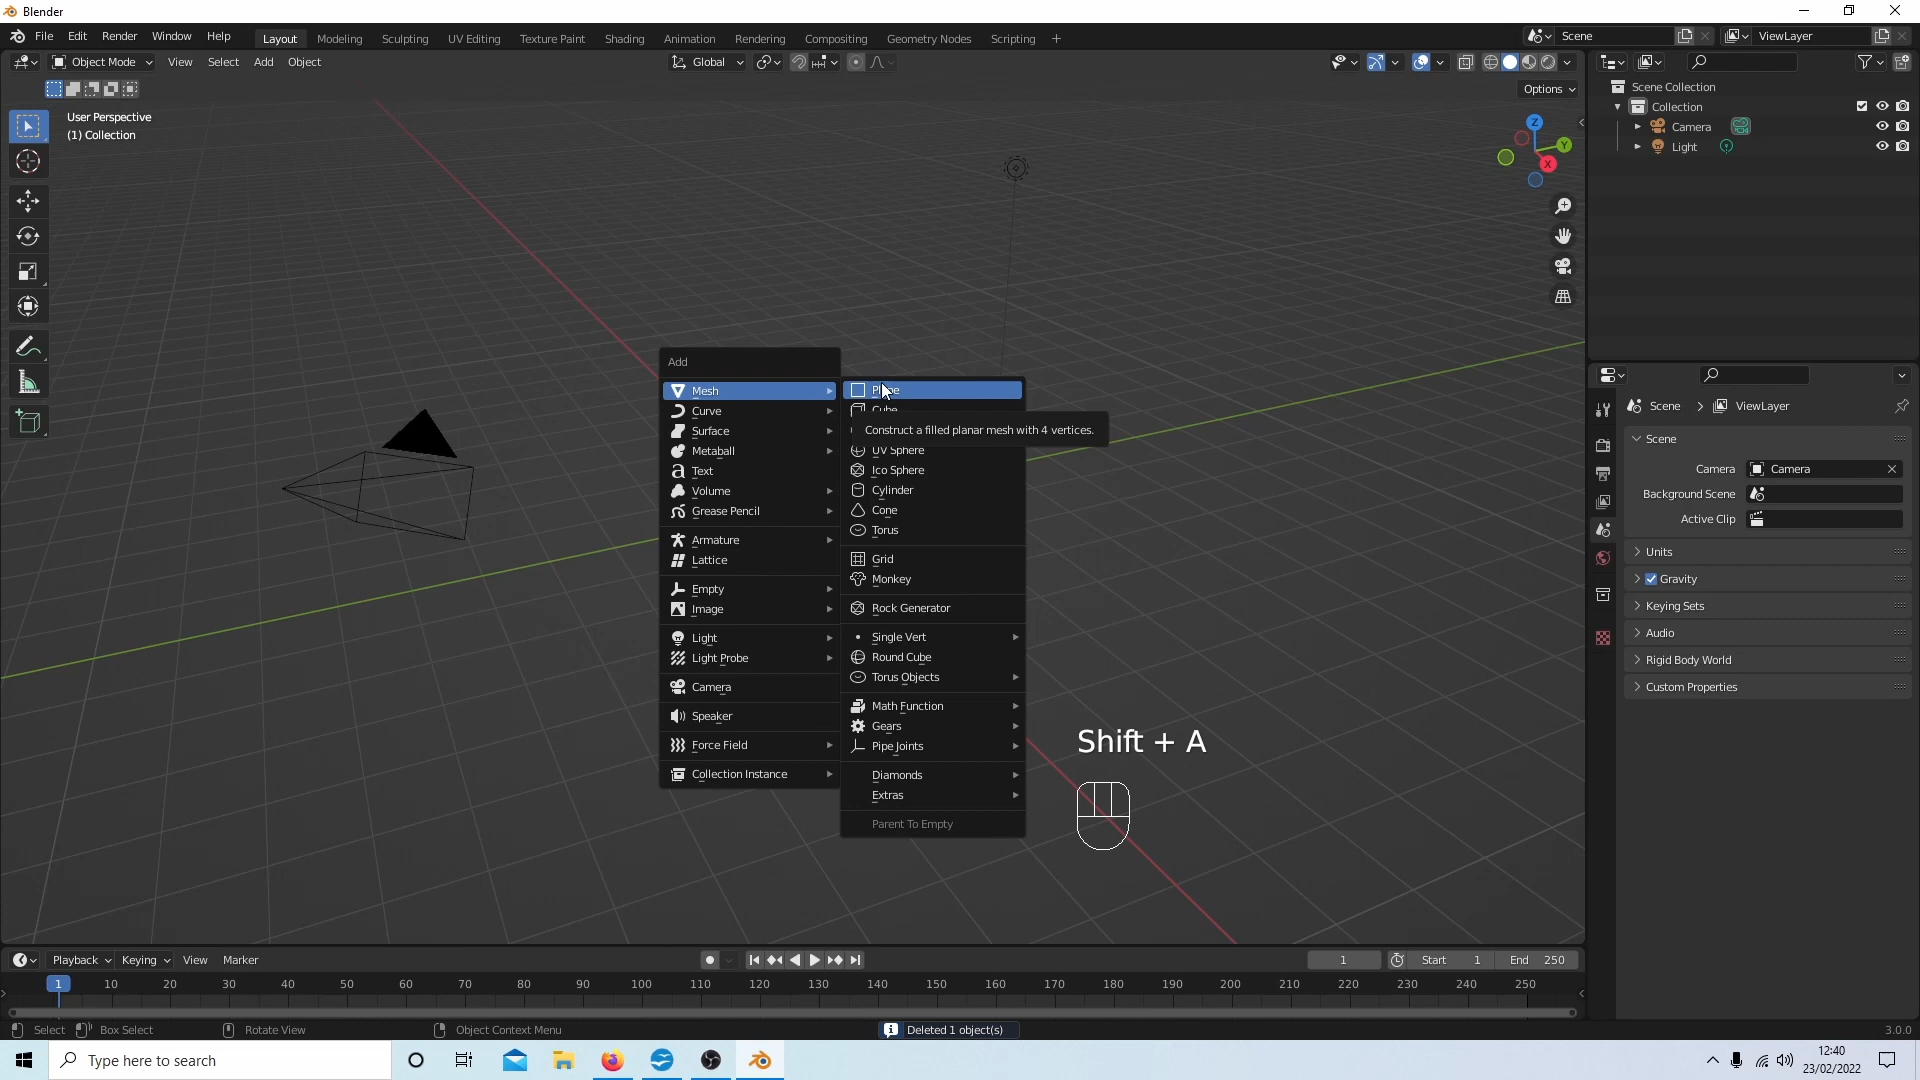 Blender
File Edit Render Window Help Layout Modeling Sculpting UV Editing Texture Paint Shading Animation Rendering Compositing Geometry Nodes Scripting + Scene ViewLayer
Object Mode View Select Add Object Global
Options
User Perspective
(1) Collection
Z
Y
X
Scene Collection
Collection
Camera
Light
Add
Mesh
Curve
Surface
Metaball
Text
Volume
Grease Pencil
Armature
Lattice
Empty
Image
Light
Light Probe
Camera
Speaker
Force Field
Collection Instance
Plane
Cube
Construct a filled planar mesh with 4 vertices.
UV Sphere
Ico Sphere
Cylinder
Cone
Torus
Grid
Monkey
Rock Generator
Single Vert
Round Cube
Torus Objects
Math Function
Gears
Pipe Joints
Diamonds
Extras
Parent To Empty
Shift + A
Scene > ViewLayer
Scene
Camera Camera
Background Scene
Active Clip
Units
Gravity
Keying Sets
Audio
Rigid Body World
Custom Properties
Playback Keying View Marker 1 Start 1 End 250
1 10 20 30 40 50 60 70 80 90 100 110 120 130 140 150 160 170 180 190 200 210 220 230 240 250
Select Box Select Rotate View Object Context Menu Deleted 1 object(s) 3.0.0
Type here to search
12:40
23/02/2022